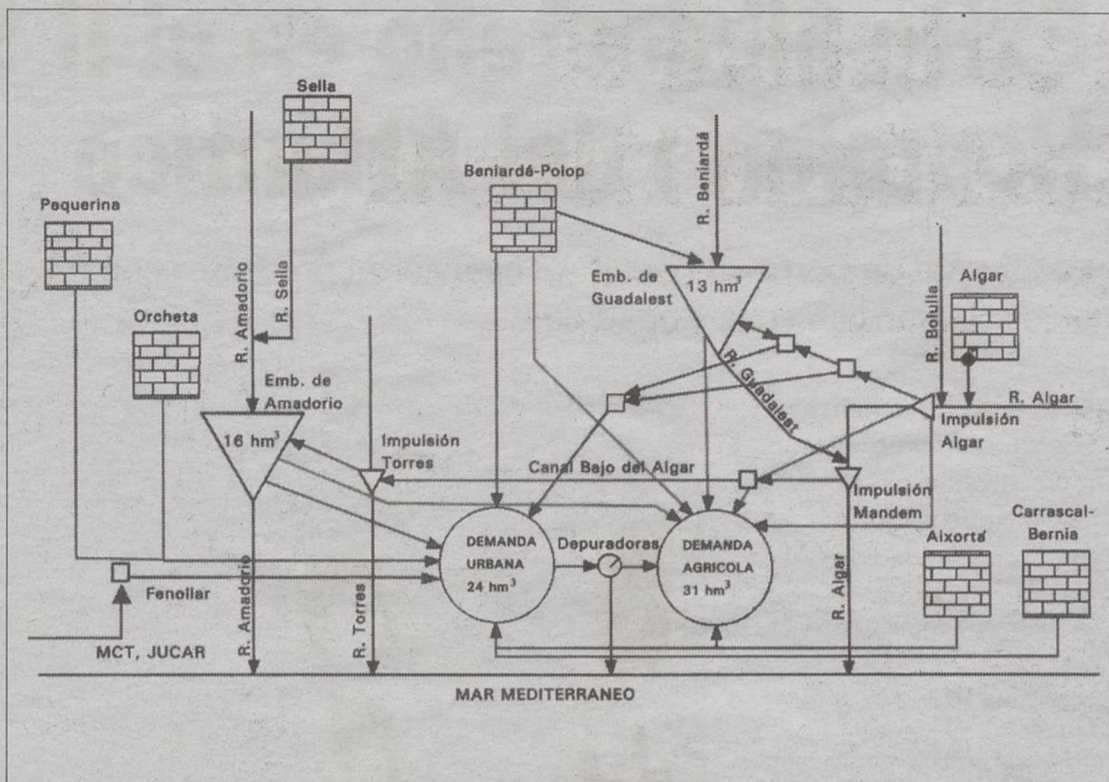 Sella
Pequerina
Orcheta
R. Amadorio
R. Sella
Beniardá-Polop
R. Beniardá
Emb. de
Guadalest
13 hm³
R. Bolulla
Algar
Emb. de
Amadorio
16 hm³
R. Guadalest
R. Algar
Impulsión
Algar
Impulsión
Torres
Canal Bajo del Algar
Impulsión
Mandem
Carrascal-
Bernia
Aixorta
DEMANDA
URBANA
24 hm³
Depuradoras
DEMANDA
AGRICOLA
31 hm³
Fenollar
R. Amadorio
R. Torres
R. Algar
MCT, JUCAR
MAR MEDITERRANEO